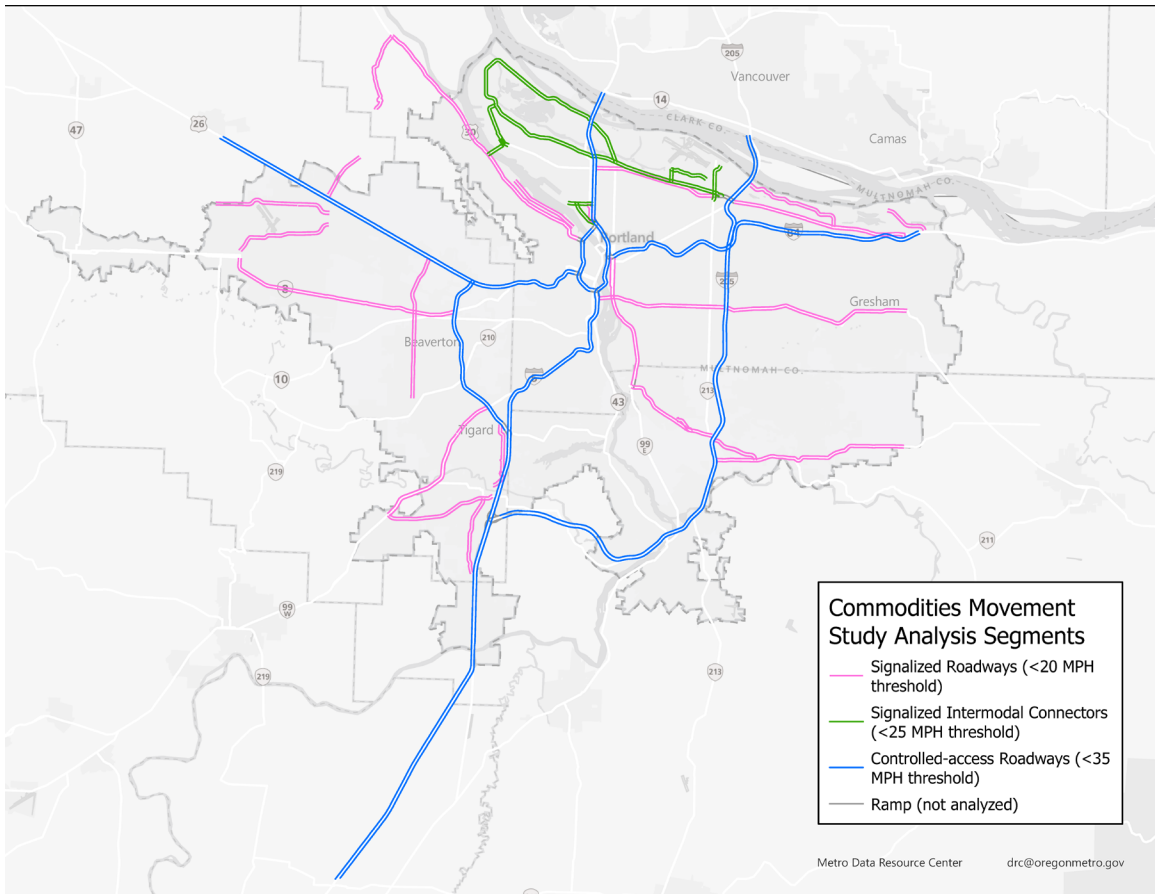 205
Vancouver
14
CLARK CO.
47
26
30
Camas
MULTNOMAH CO.
Portland
84
205
8
Gresham
210
Beaverton
MULTNOMAH CO.
10
5
213
43
Tigard
99
E
219
211
99
W
219
213
Commodities Movement
Study Analysis Segments
Signalized Roadways (<20 MPH
threshold)
Signalized Intermodal Connectors
(<25 MPH threshold)
Controlled-access Roadways (<35
MPH threshold)
Ramp (not analyzed)
Metro Data Resource Center drc@oregonmetro.gov